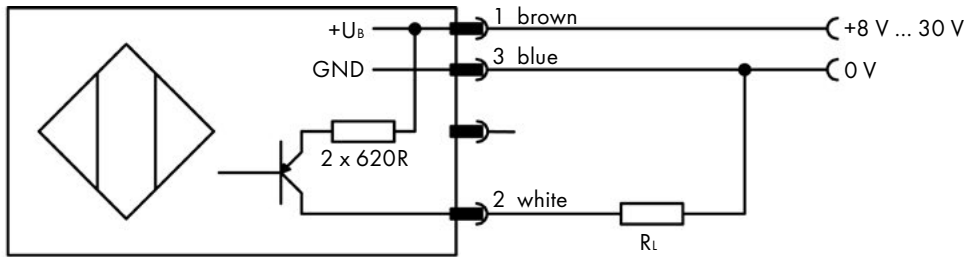 +UB
1 brown
+8 V ... 30 V
GND
3 blue
0 V
2 x 620R
2 white
RL